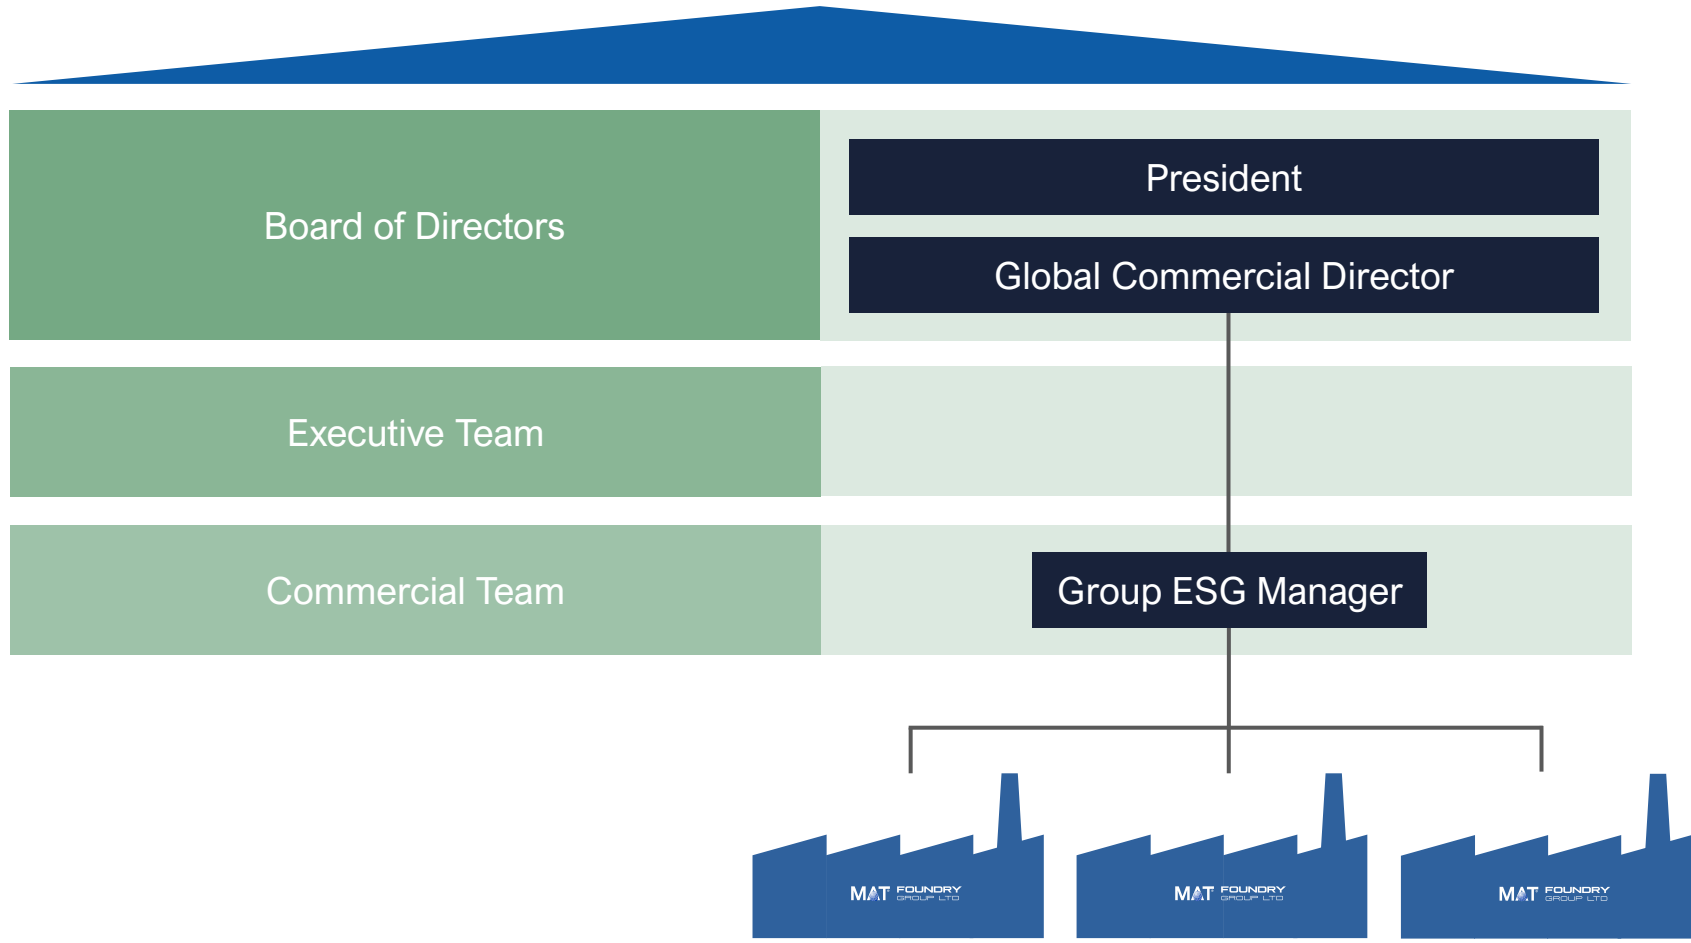 Board of Directors
President
Global Commercial Director
Executive Team
Commercial Team
Group ESG Manager
MAT FOUNDRY
GROUP LTD
MAT FOUNDRY
GROUP LTD
MAT FOUNDRY
GROUP LTD